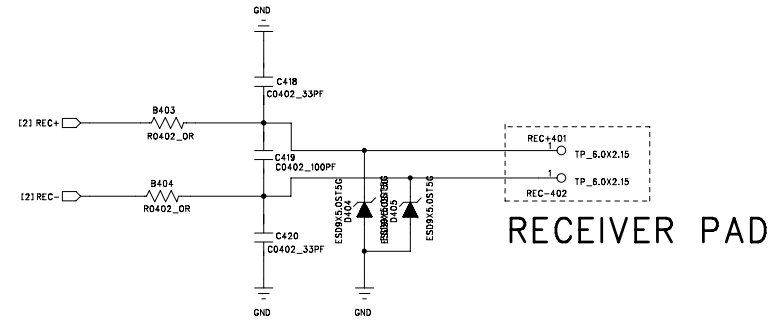 GND
C418
C0402_33PF
B403
[2] REC+
R0402_0R
REC+401
1
TP_6.0X2.15
C419
C0402_100PF
1
TP_6.0X2.15
REC-402
B404
[2] REC-
R0402_0R
ESD9X5.0ST5G
D404
ESD9X5.0ST5G
D405
RECEIVER PAD
C420
C0402_33PF
GND
GND